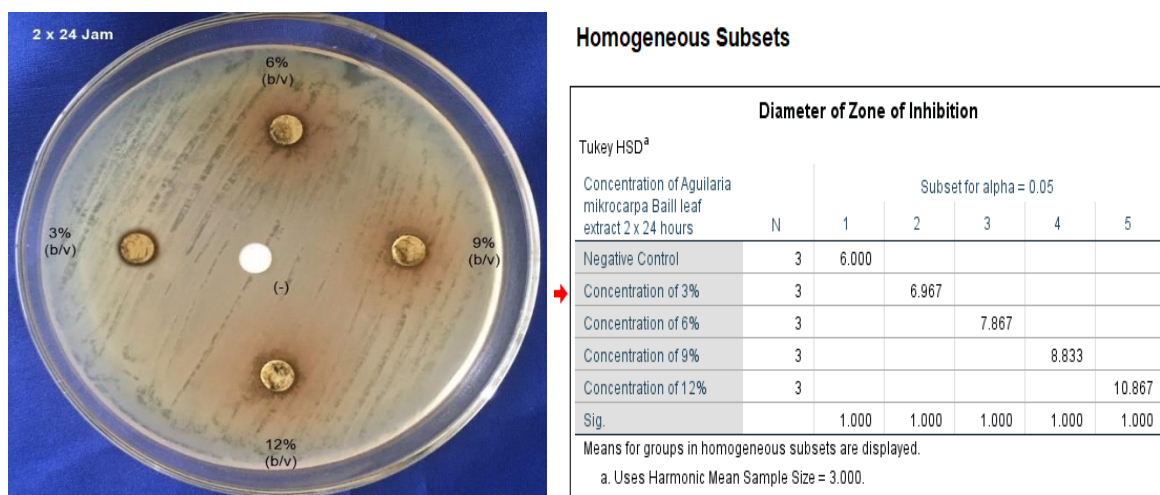 2 x 24 Jam
6%
(b/v)
3%
(b/v)
9%
(b/v)
(-)
12%
(b/v)
Homogeneous Subsets
Diameter of Zone of Inhibition
Tukey HSDa
Concentration of Aguilaria
mikrocarpa Baill leaf
extract 2 x 24 hours
N
Subset for alpha = 0.05
1 2 3 4 5
Negative Control 3 6.000
Concentration of 3% 3 6.967
Concentration of 6% 3 7.867
Concentration of 9% 3 8.833
Concentration of 12% 3 10.867
Sig. 1.000 1.000 1.000 1.000 1.000
Means for groups in homogeneous subsets are displayed.
a. Uses Harmonic Mean Sample Size = 3.000.